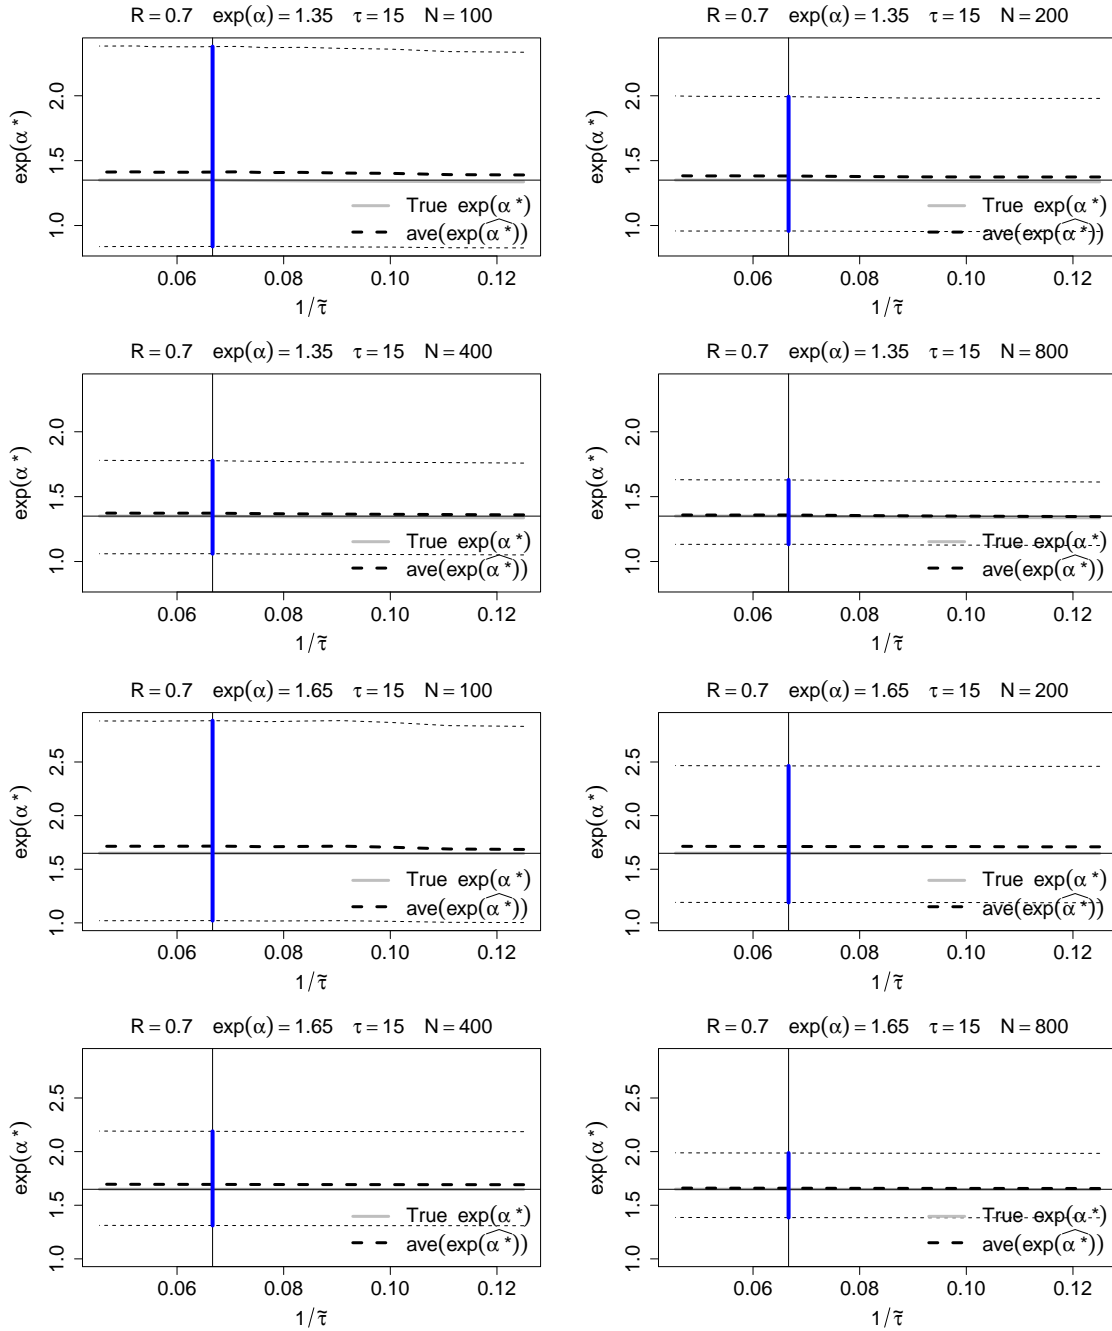 R = 0.7 exp(α) = 1.35 τ = 15 N = 100
exp(α*)
1.0 1.5 2.0
True exp(α*)
ave(exp(α̂*))
0.06 0.08 0.10 0.12
1/τ̃
R = 0.7 exp(α) = 1.35 τ = 15 N = 200
exp(α*)
1.0 1.5 2.0
True exp(α*)
ave(exp(α̂*))
0.06 0.08 0.10 0.12
1/τ̃
R = 0.7 exp(α) = 1.35 τ = 15 N = 400
exp(α*)
1.0 1.5 2.0
True exp(α*)
ave(exp(α̂*))
0.06 0.08 0.10 0.12
1/τ̃
R = 0.7 exp(α) = 1.35 τ = 15 N = 800
exp(α*)
1.0 1.5 2.0
True exp(α*)
ave(exp(α̂*))
0.06 0.08 0.10 0.12
1/τ̃
R = 0.7 exp(α) = 1.65 τ = 15 N = 100
exp(α*)
1.0 1.5 2.0 2.5
True exp(α*)
ave(exp(α̂*))
0.06 0.08 0.10 0.12
1/τ̃
R = 0.7 exp(α) = 1.65 τ = 15 N = 200
exp(α*)
1.0 1.5 2.0 2.5
True exp(α*)
ave(exp(α̂*))
0.06 0.08 0.10 0.12
1/τ̃
R = 0.7 exp(α) = 1.65 τ = 15 N = 400
exp(α*)
1.0 1.5 2.0 2.5
True exp(α*)
ave(exp(α̂*))
0.06 0.08 0.10 0.12
1/τ̃
R = 0.7 exp(α) = 1.65 τ = 15 N = 800
exp(α*)
1.0 1.5 2.0 2.5
True exp(α*)
ave(exp(α̂*))
0.06 0.08 0.10 0.12
1/τ̃